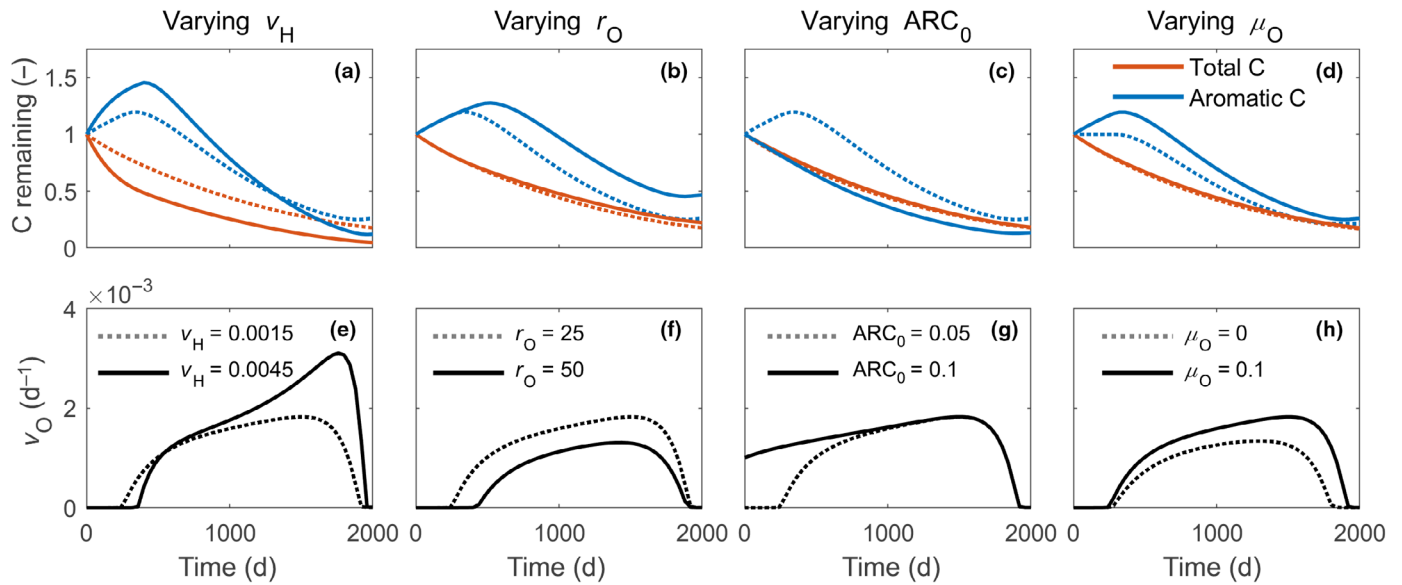 Varying v_H Varying r_O Varying ARC_0 Varying μ_O
(a) (b) (c) (d)
Total C
Aromatic C
C remaining (–)
1.5
1
0.5
0
×10^−3
(e) (f) (g) (h)
v_H = 0.0015 r_O = 25 ARC_0 = 0.05 μ_O = 0
v_H = 0.0045 r_O = 50 ARC_0 = 0.1 μ_O = 0.1
v_O (d^−1)
4
2
0
0 1000 2000 0 1000 2000 0 1000 2000 0 1000 2000
Time (d) Time (d) Time (d) Time (d)